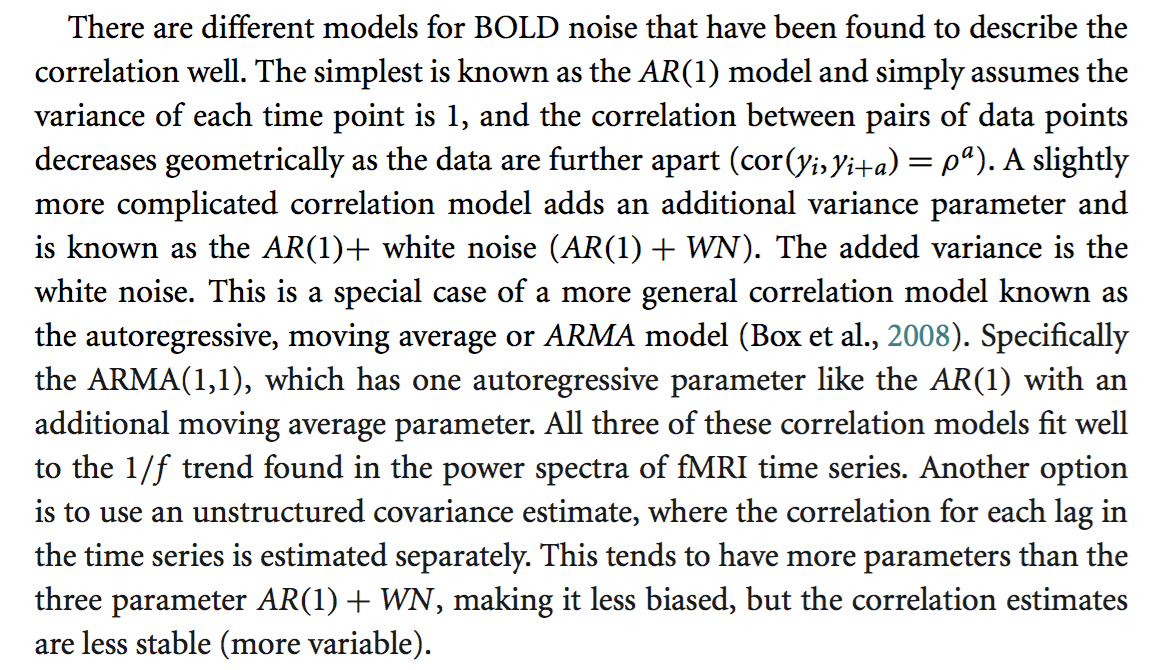 There are different models for BOLD noise that have been found to describe the
correlation well. The simplest is known as the AR(1) model and simply assumes the
variance of each time point is 1, and the correlation between pairs of data points
decreases geometrically as the data are further apart (cor(yᵢ, yᵢ₊ₐ) = ρᵃ). A slightly
more complicated correlation model adds an additional variance parameter and
is known as the AR(1)+ white noise (AR(1) + WN). The added variance is the
white noise. This is a special case of a more general correlation model known as
the autoregressive, moving average or ARMA model (Box et al., 2008). Specifically
the ARMA(1,1), which has one autoregressive parameter like the AR(1) with an
additional moving average parameter. All three of these correlation models fit well
to the 1/f trend found in the power spectra of fMRI time series. Another option
is to use an unstructured covariance estimate, where the correlation for each lag in
the time series is estimated separately. This tends to have more parameters than the
three parameter AR(1) + WN, making it less biased, but the correlation estimates
are less stable (more variable).